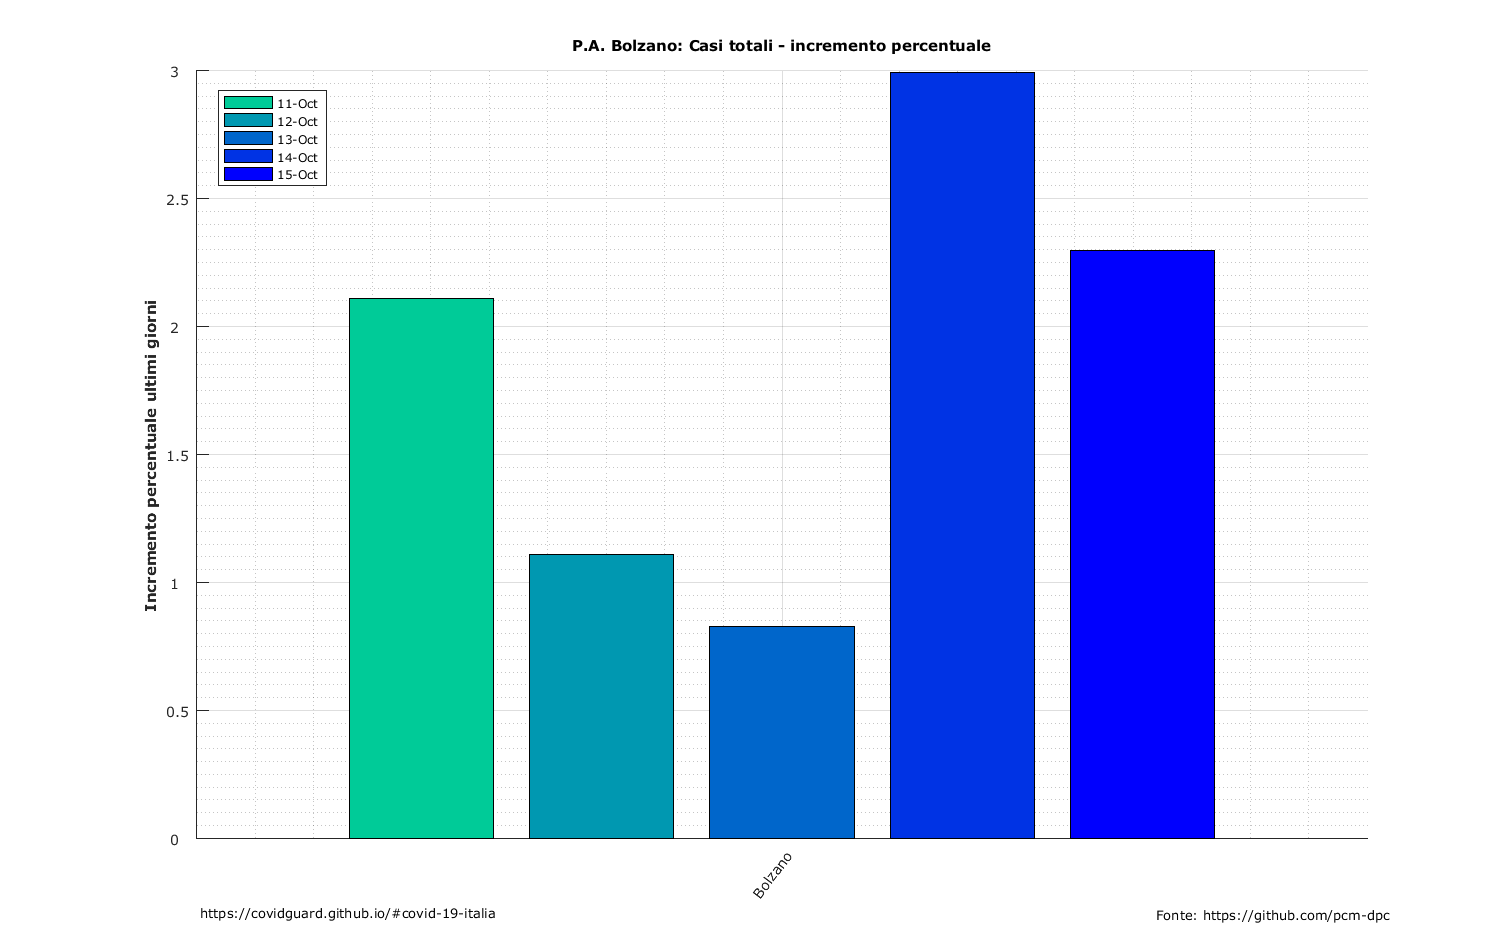 P.A. Bolzano: Casi totali - incremento percentuale
Incremento percentuale ultimi giorni
3
2.5
2
1.5
1
0.5
0
11-Oct
12-Oct
13-Oct
14-Oct
15-Oct
Bolzano
https://covidguard.github.io/#covid-19-italia
Fonte: https://github.com/pcm-dpc